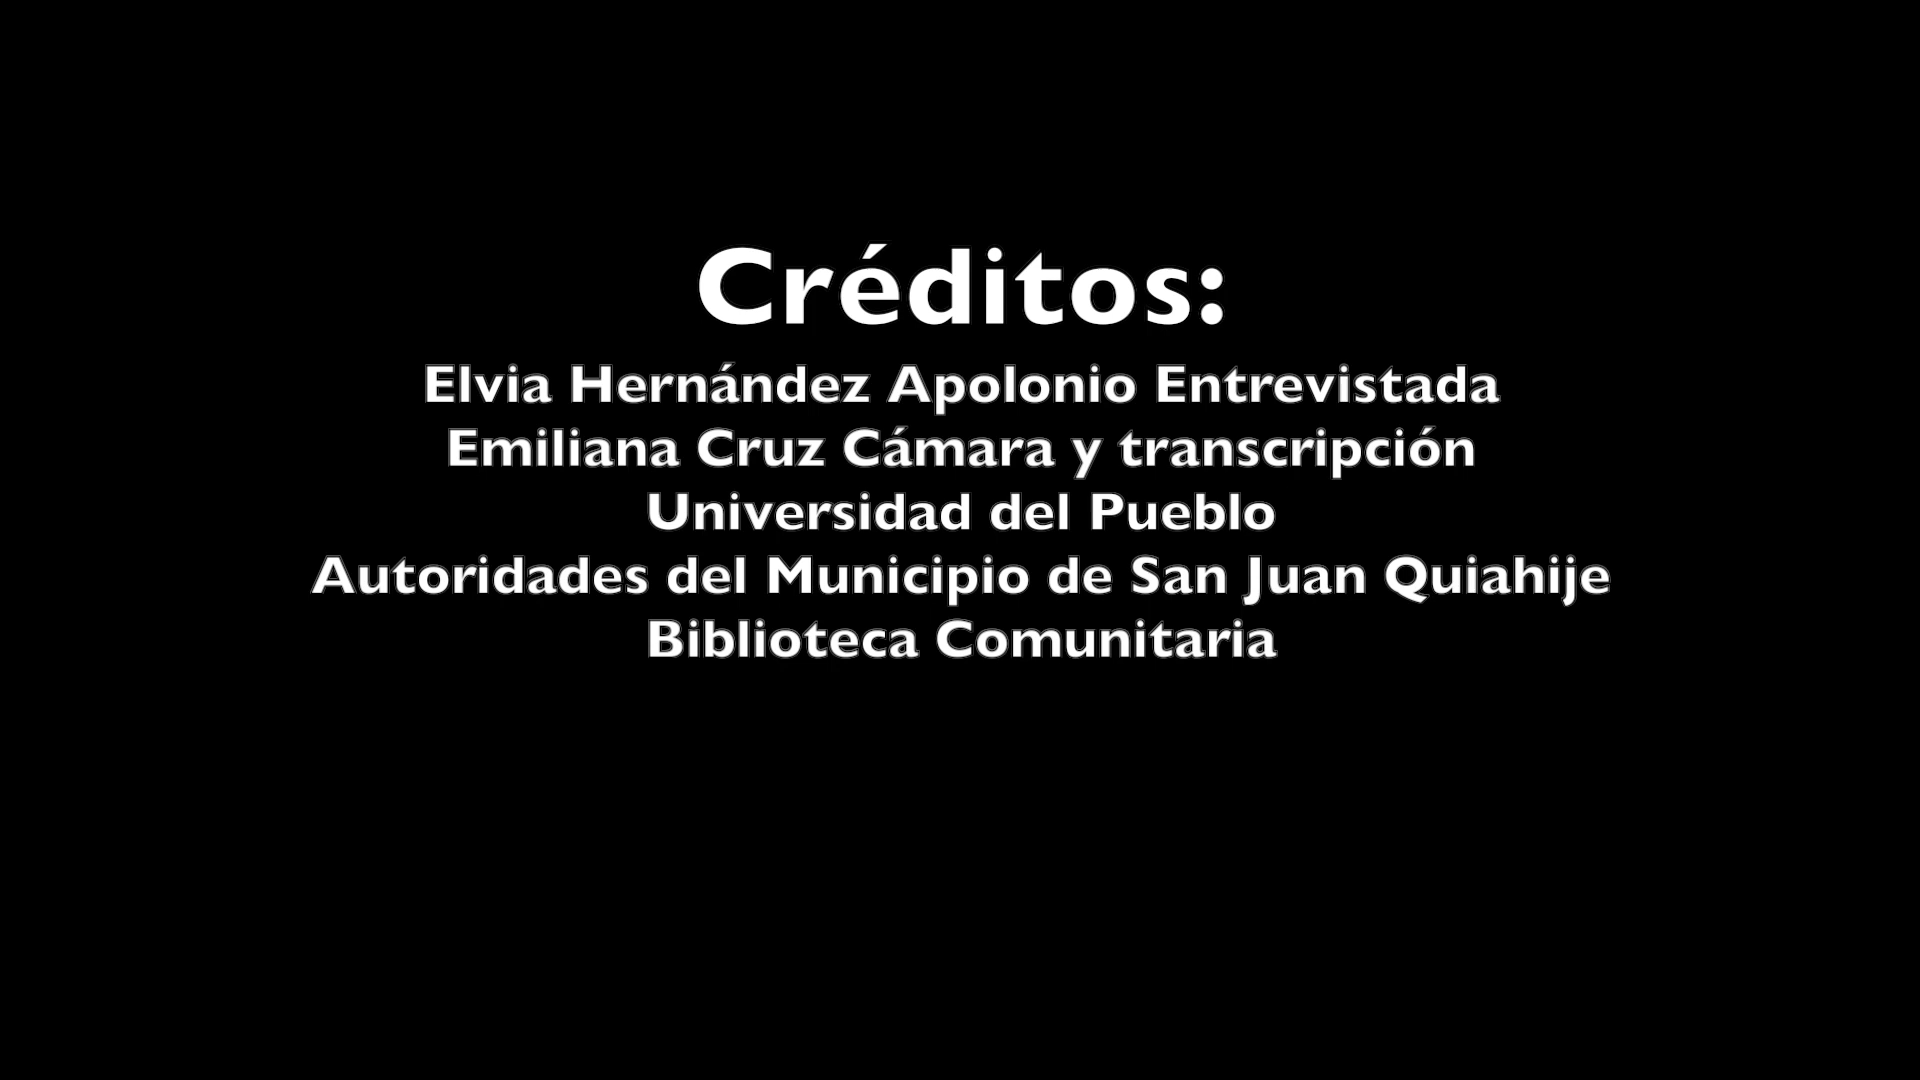 Créditos:
Elvia Hernández Apolonio Entrevistada
Emiliana Cruz Cámara y transcripción
Universidad del Pueblo
Autoridades del Municipio de San Juan Quiahije
Biblioteca Comunitaria